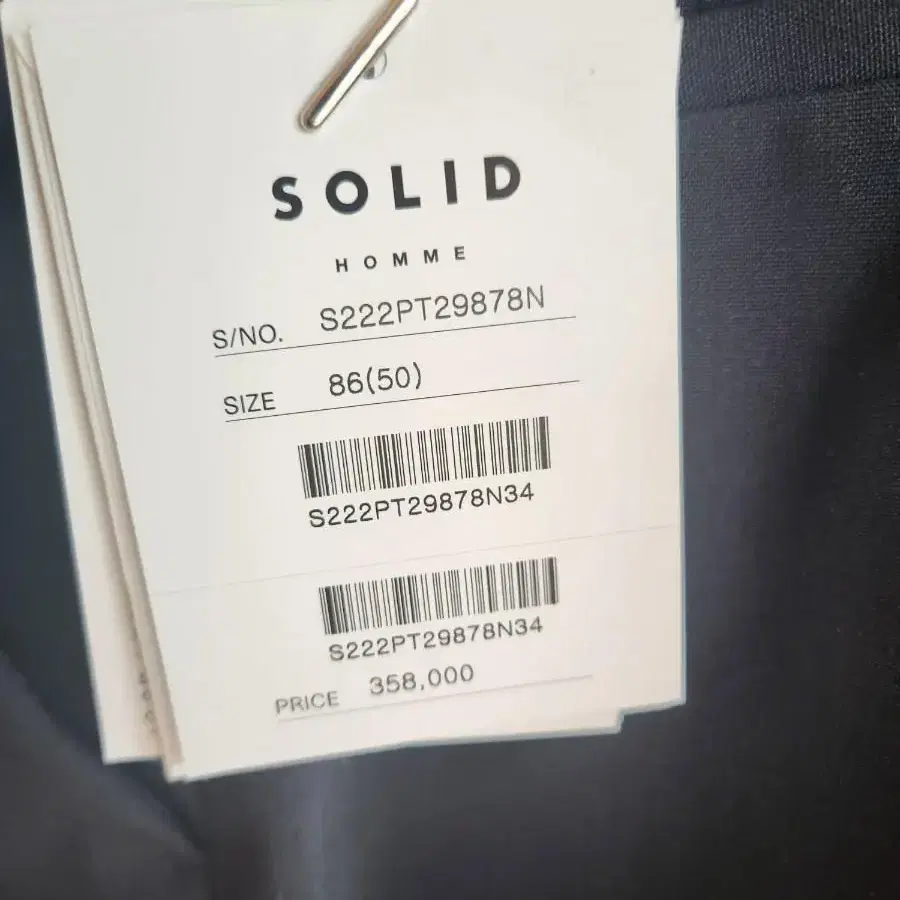 SOLID
HOMME
S/NO. S222PT29878N
SIZE 86(50)
S222PT29878N34
S222PT29878N34
PRICE 358,000